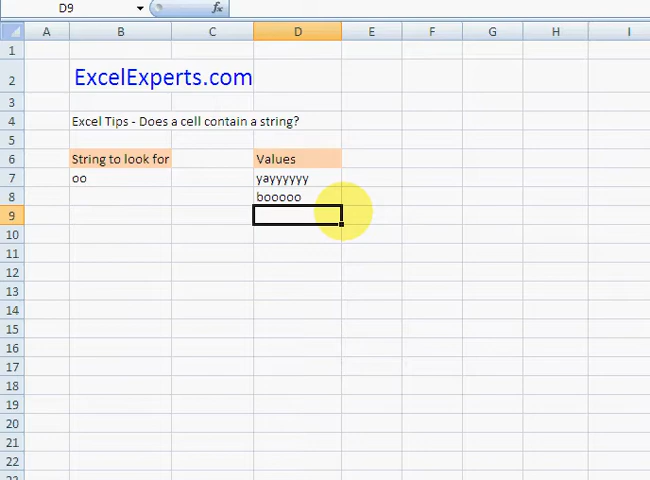 D9 fx
A B C D E F G H I
1
2 ExcelExperts.com
3
4 Excel Tips - Does a cell contain a string?
5
6 String to look for Values
7 oo yayyyyyy
8 booooo
9
10
11
12
13
14
15
16
17
18
19
20
21
22